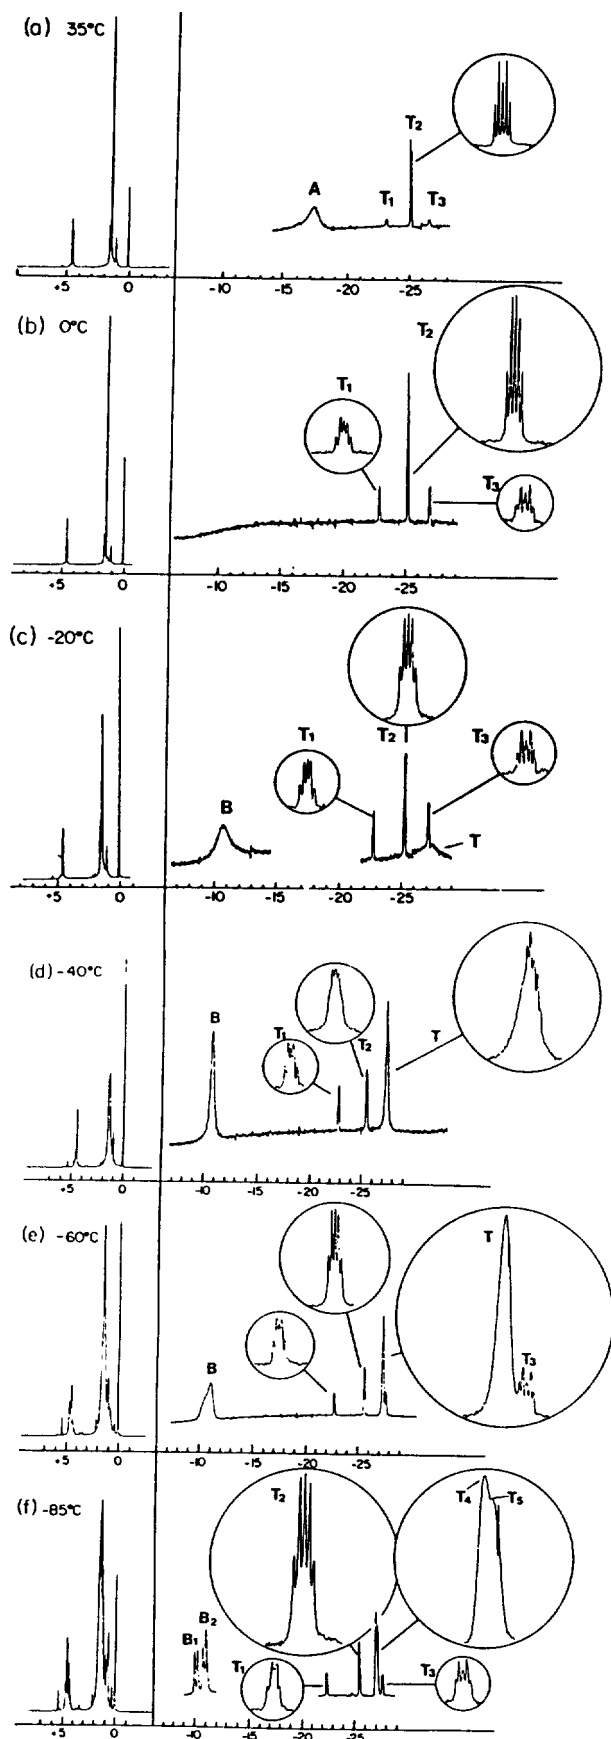 (a) 35°C
T₂
A T₁ T₃
+5 0 -10 -15 -20 -25
(b) 0°C
T₂
T₁
T₃
+5 0 -10 -15 -20 -25
(c) -20°C
T₁ T₂ T₃
B T
+5 0 -10 -15 -20 -25
(d) -40°C
B T₁ T₂ T
+5 0 -10 -15 -20 -25
(e) -60°C
T
T₃
B
+5 0 -10 -15 -20 -25
(f) -85°C
T₂ T₄ T₅
B₂
B₁ T₁ T₃
+5 0 -10 -15 -20 -25